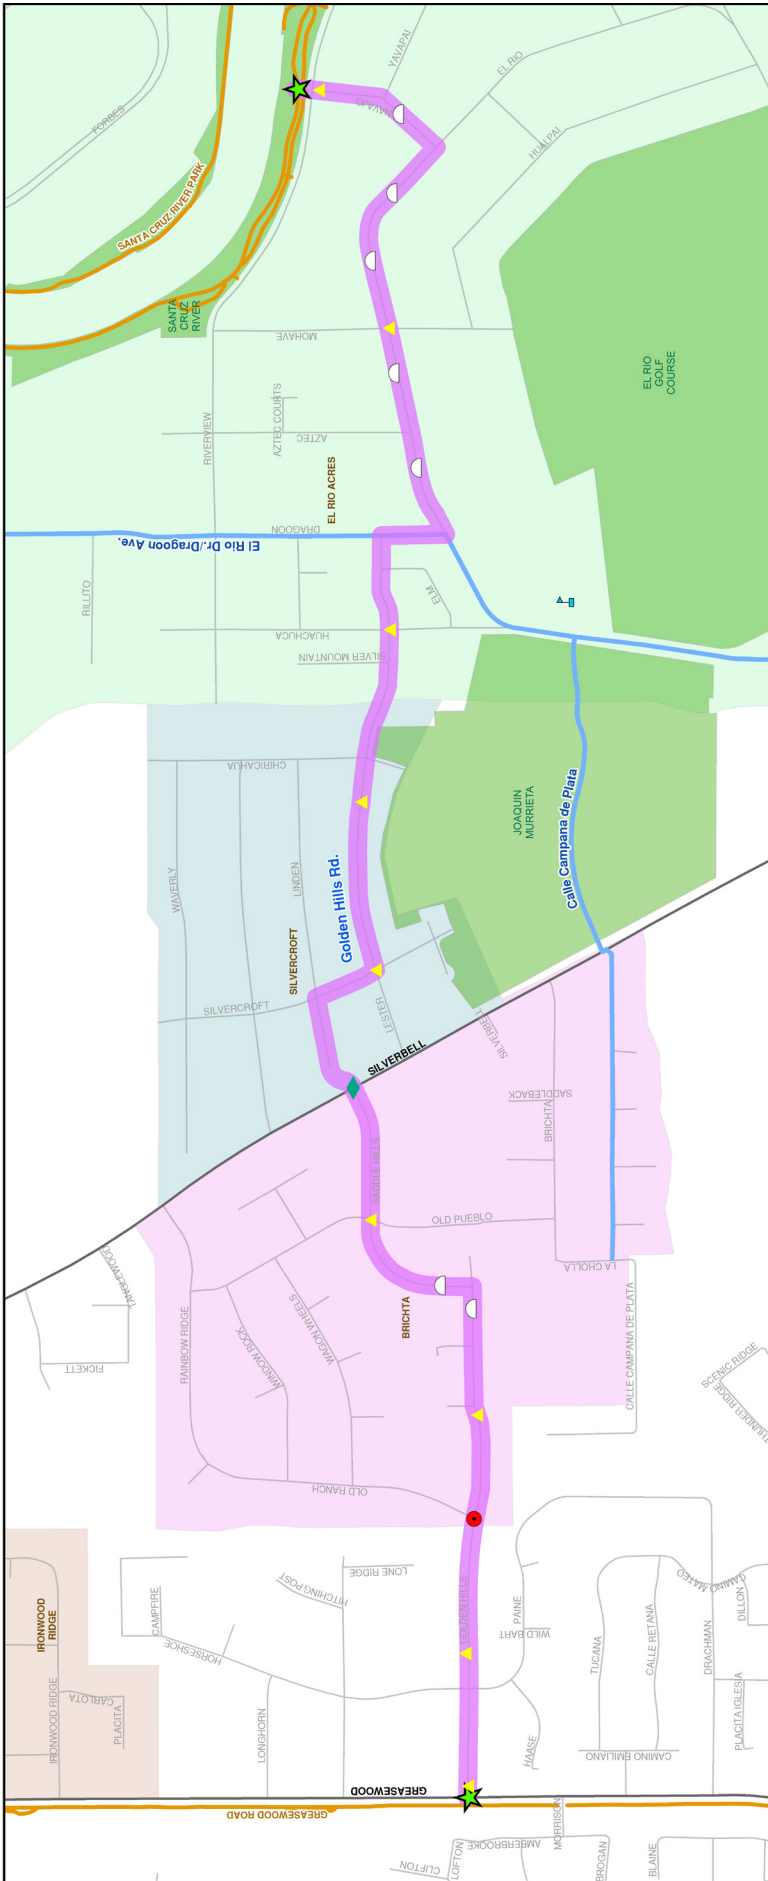 YAVAPAI
EL RIO
NAVAJO
FORBES
HUALPAI
SANTA CRUZ RIVER PARK
SANTA
CRUZ
RIVER
MOHAVE
EL RIO
GOLF
COURSE
AZTEC COURTS
RIVERVIEW
AZTEC
EL RIO ACRES
DRAGOON
El Rio Dr./Dragoon Ave.
RILLITO
ELM
HUACHUCA
SILVER MOUNTAIN
CHIRICAHUA
JOAQUIN
MURRIETA
Calle Campana de Plata
WAVERLY
LINDEN
Golden Hills Rd.
SILVERCROFT
SILVERCROFT
LESTER
SILVERBELL
SILVERBELL
SADDLEBACK
BRICHTA
SADDLE HILLS
OLD PUEBLO
LA CHOLLA
TANGLEWOOD
RAINBOW RIDGE
WINDOW ROCK
WAGON WHEELS
BRICHTA
CALLE CAMPANA DE PLATA
FICKETT
SCENIC RIDGE
THUNDER RIDGE
OLD RANCH
LONE RIDGE
HITCHING POST
CAMPFIRE
GOLDEN HILLS
PAINE
WILD BART
CAMINO MATEO
DILLON
IRONWOOD
RIDGE
HORSESHOE
TUCANA
CALLE RETANA
DRACHMAN
IRONWOOD RIDGE
CARLOTA
PLACITA
LONGHORN
HAASE
CAMINO EMILIANO
PLACITA IGLESIA
GREASEWOOD
GREASEWOOD ROAD
MORRISON
AMBERBROOKE
CLIFTON
LOFTON
BROGAN
BLAINE